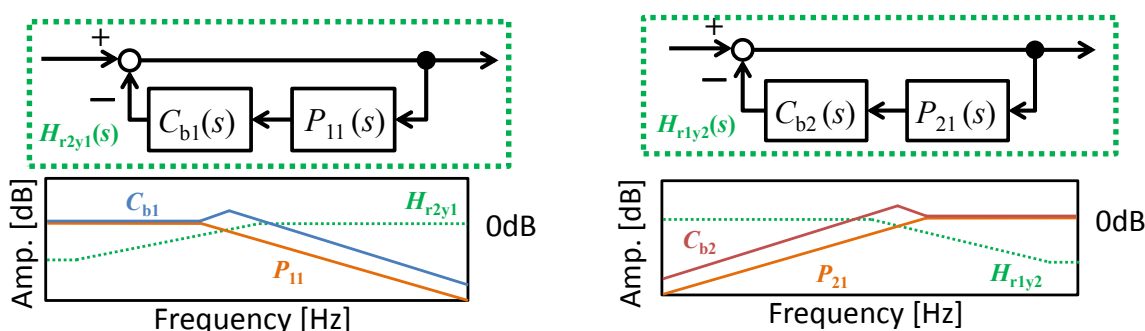 +
−
C_b1(s)
P_11(s)
H_r2y1(s)
+
−
C_b2(s)
P_21(s)
H_r1y2(s)
Amp. [dB]
C_b1
H_r2y1
P_11
0dB
Frequency [Hz]
Amp. [dB]
C_b2
P_21
H_r1y2
0dB
Frequency [Hz]